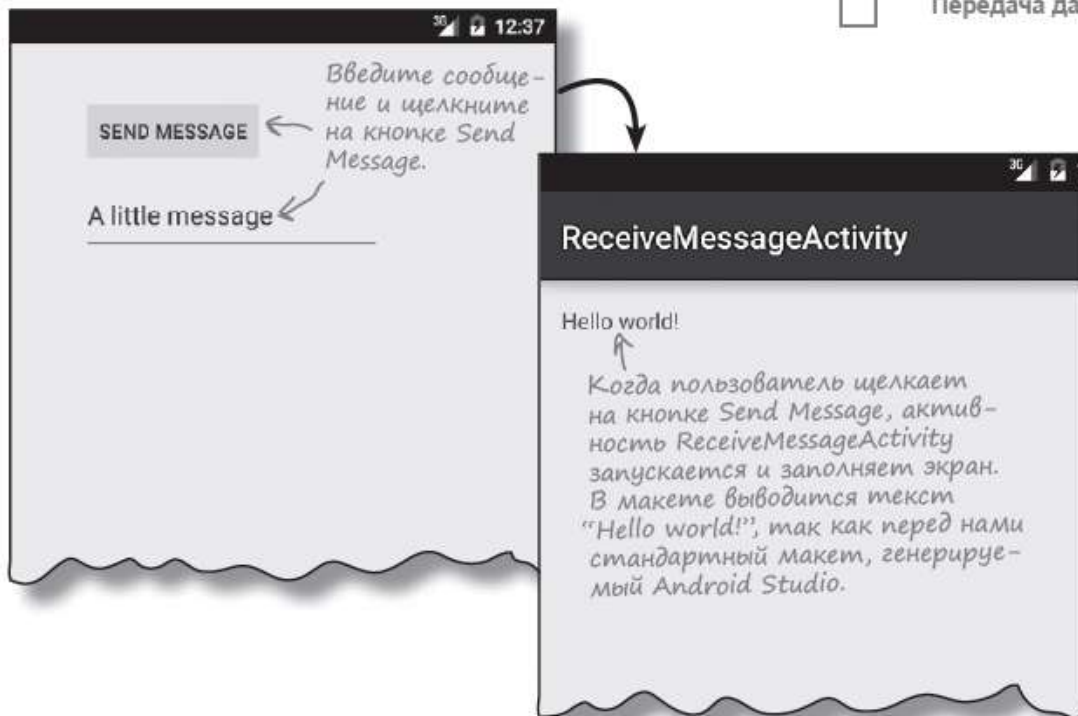 Передача
3G 12:37
Введите сообще-
ние и щелкните
на кнопке Send
Message.
SEND MESSAGE
A little message
3G
ReceiveMessageActivity
Hello world!
Когда пользователь щелкает
на кнопке Send Message, актив-
ность ReceiveMessageActivity
запускается и заполняет экран.
В макете выводится текст
“Hello world!”, так как перед нами
стандартный макет, генерируе-
мый Android Studio.